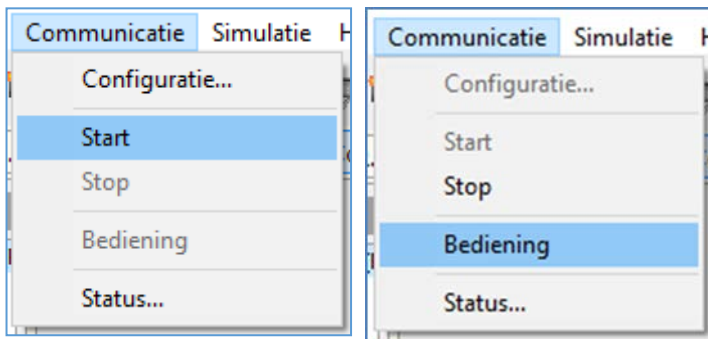 Communicatie Simulatie
Configuratie...
Start
Stop
Bediening
Status...
Communicatie Simulatie
Configuratie...
Start
Stop
Bediening
Status...